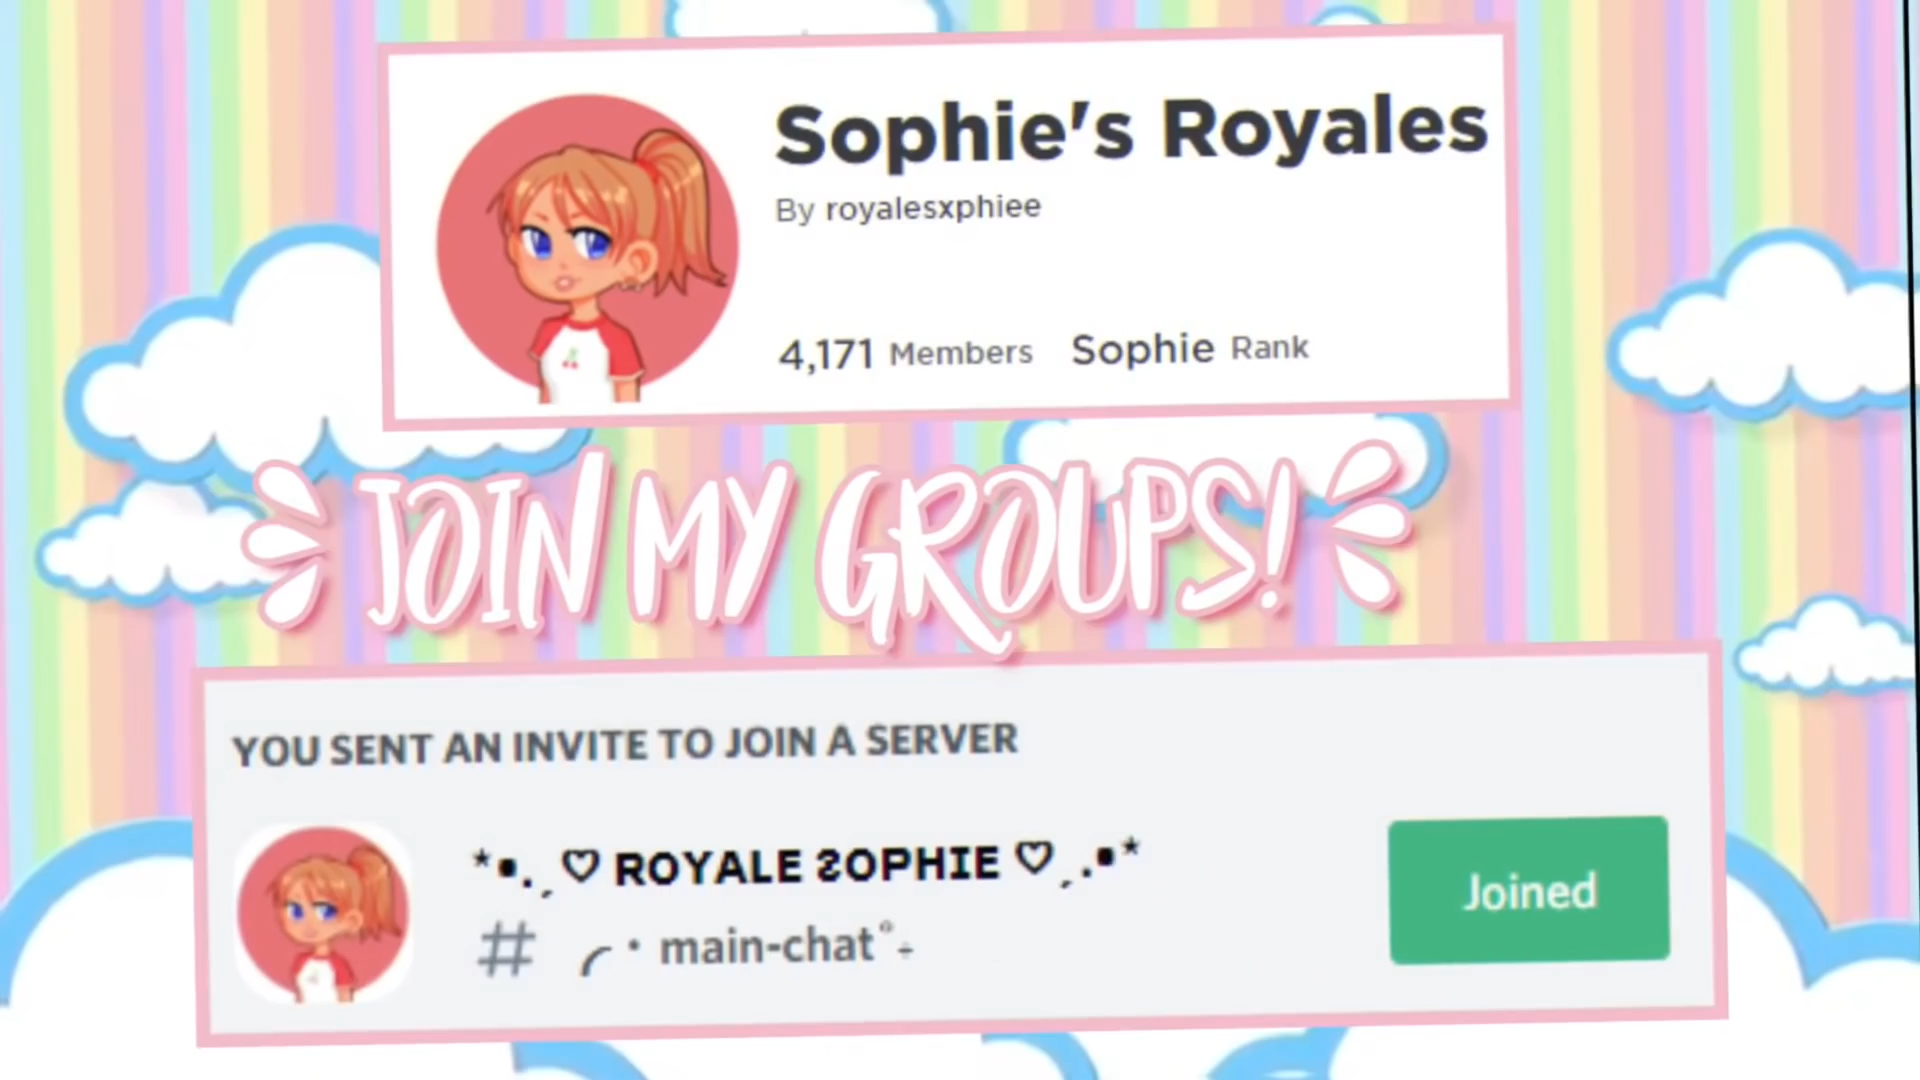 Sophie's Royales
By royalesxphiee
4,171 Members Sophie Rank
JOIN MY GROUPS!
YOU SENT AN INVITE TO JOIN A SERVER
*•.¸♡ ROYALE ƧOPHIE ♡¸.•*
# ╭・main-chat˚₊
Joined